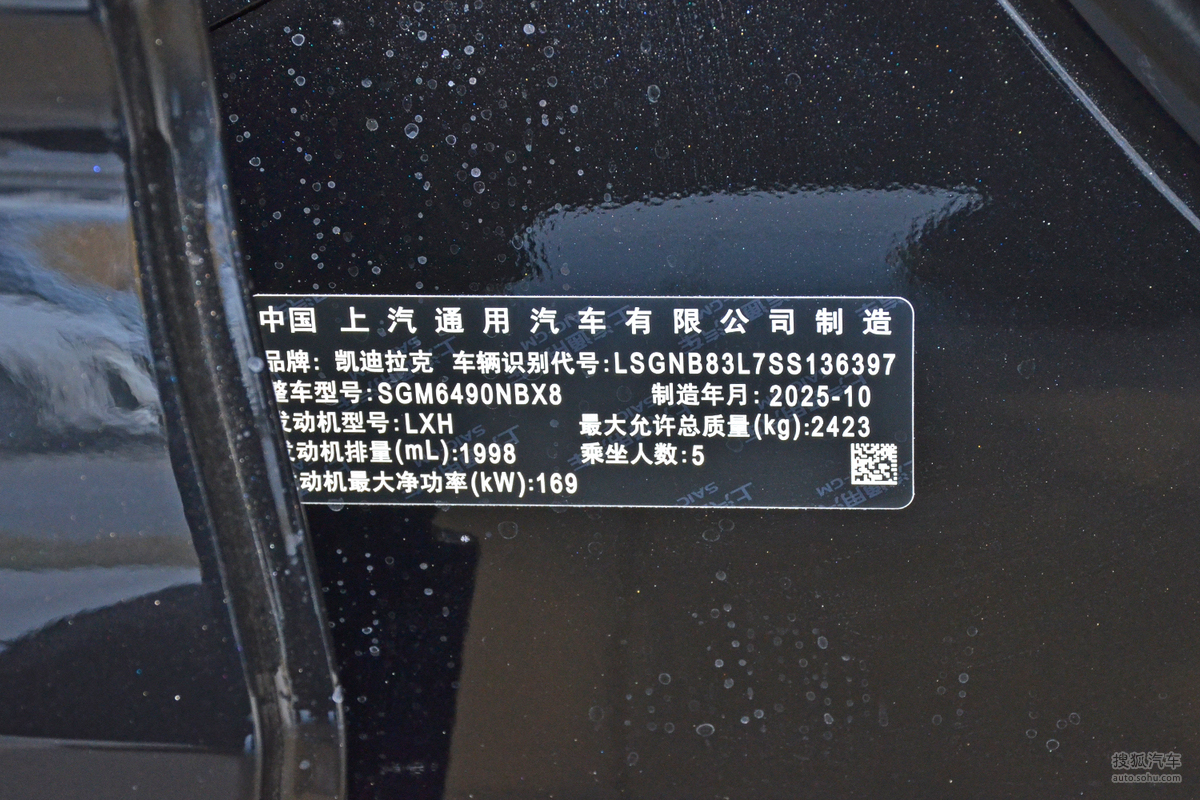 中国上汽通用汽车有限公司制造
品牌: 凯迪拉克 车辆识别代号:LSGNB83L7SS136397
整车型号:SGM6490NBX8 制造年月: 2025-10
发动机型号:LXH 最大允许总质量(kg):2423
发动机排量(mL):1998 乘坐人数:5
动机最大净功率(kW):169
搜狐汽车
auto.sohu.com